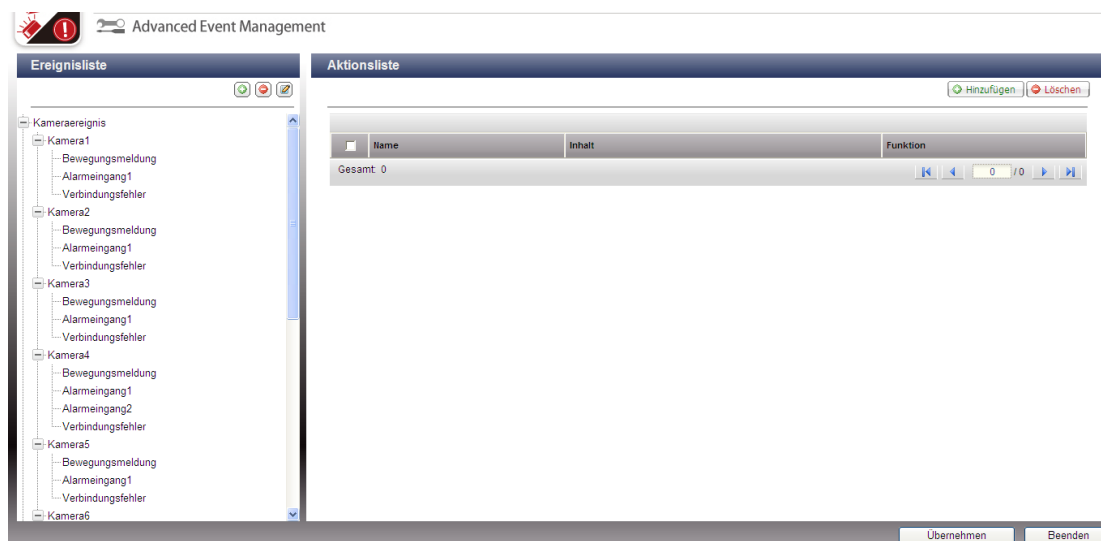 Advanced Event Management
Ereignisliste
Aktionsliste
Hinzufügen
Löschen
Kameraereignis
Kamera1
Bewegungsmeldung
Alarmeingang1
Verbindungsfehler
Kamera2
Bewegungsmeldung
Alarmeingang1
Verbindungsfehler
Kamera3
Bewegungsmeldung
Alarmeingang1
Verbindungsfehler
Kamera4
Bewegungsmeldung
Alarmeingang1
Alarmeingang2
Verbindungsfehler
Kamera5
Bewegungsmeldung
Alarmeingang1
Verbindungsfehler
Kamera6
Name Inhalt Funktion
Gesamt: 0
0 / 0
Übernehmen
Beenden